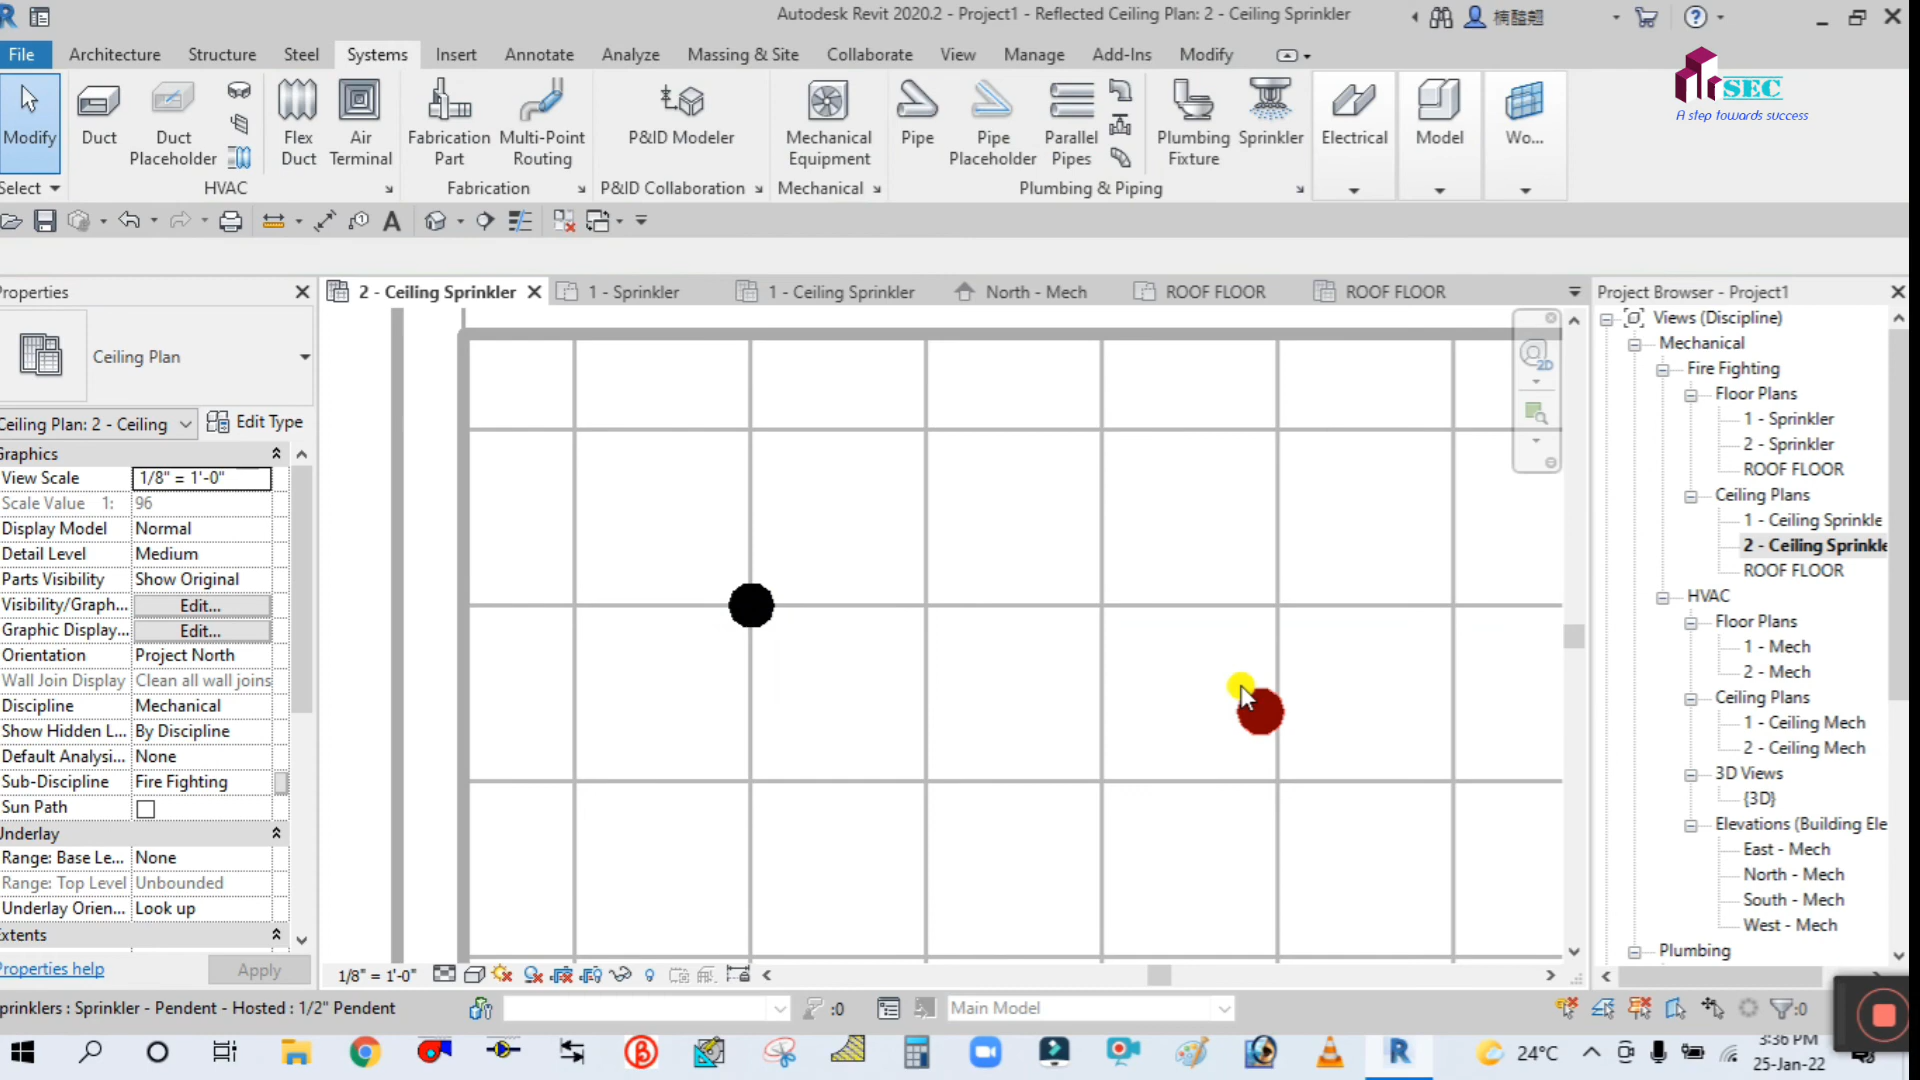 Autodesk Revit 2020.2 - Project1 - Reflected Ceiling Plan: 2 - Ceiling Sprinkler
File Architecture Structure Steel Systems Insert Annotate Analyze Massing & Site Collaborate View Manage Add-Ins Modify
SEC
A step towards success
Modify Duct Duct Placeholder Flex Duct Air Terminal Fabrication Part Multi-Point Routing P&ID Modeler Mechanical Equipment Pipe Pipe Placeholder Parallel Pipes Plumbing Fixture Sprinkler Electrical Model Wo...
Select HVAC Fabrication P&ID Collaboration Mechanical Plumbing & Piping
Properties
2 - Ceiling Sprinkler 1 - Sprinkler 1 - Ceiling Sprinkler North - Mech ROOF FLOOR ROOF FLOOR
Project Browser - Project1
Ceiling Plan
Ceiling Plan: 2 - Ceiling Edit Type
Graphics
View Scale 1/8" = 1'-0"
Scale Value 1: 96
Display Model Normal
Detail Level Medium
Parts Visibility Show Original
Visibility/Graph... Edit...
Graphic Display... Edit...
Orientation Project North
Wall Join Display Clean all wall joins
Discipline Mechanical
Show Hidden L... By Discipline
Default Analysi... None
Sub-Discipline Fire Fighting
Sun Path
Underlay
Range: Base Le... None
Range: Top Level Unbounded
Underlay Orien... Look up
Extents
Properties help Apply
2D
Views (Discipline)
Mechanical
Fire Fighting
Floor Plans
1 - Sprinkler
2 - Sprinkler
ROOF FLOOR
Ceiling Plans
1 - Ceiling Sprinkle
2 - Ceiling Sprinkle
ROOF FLOOR
HVAC
Floor Plans
1 - Mech
2 - Mech
Ceiling Plans
1 - Ceiling Mech
2 - Ceiling Mech
3D Views
{3D}
Elevations (Building Ele
East - Mech
North - Mech
South - Mech
West - Mech
Plumbing
1/8" = 1'-0"
prinklers : Sprinkler - Pendent - Hosted : 1/2" Pendent :0 Main Model :0
24°C 3:36 PM
25-Jan-22